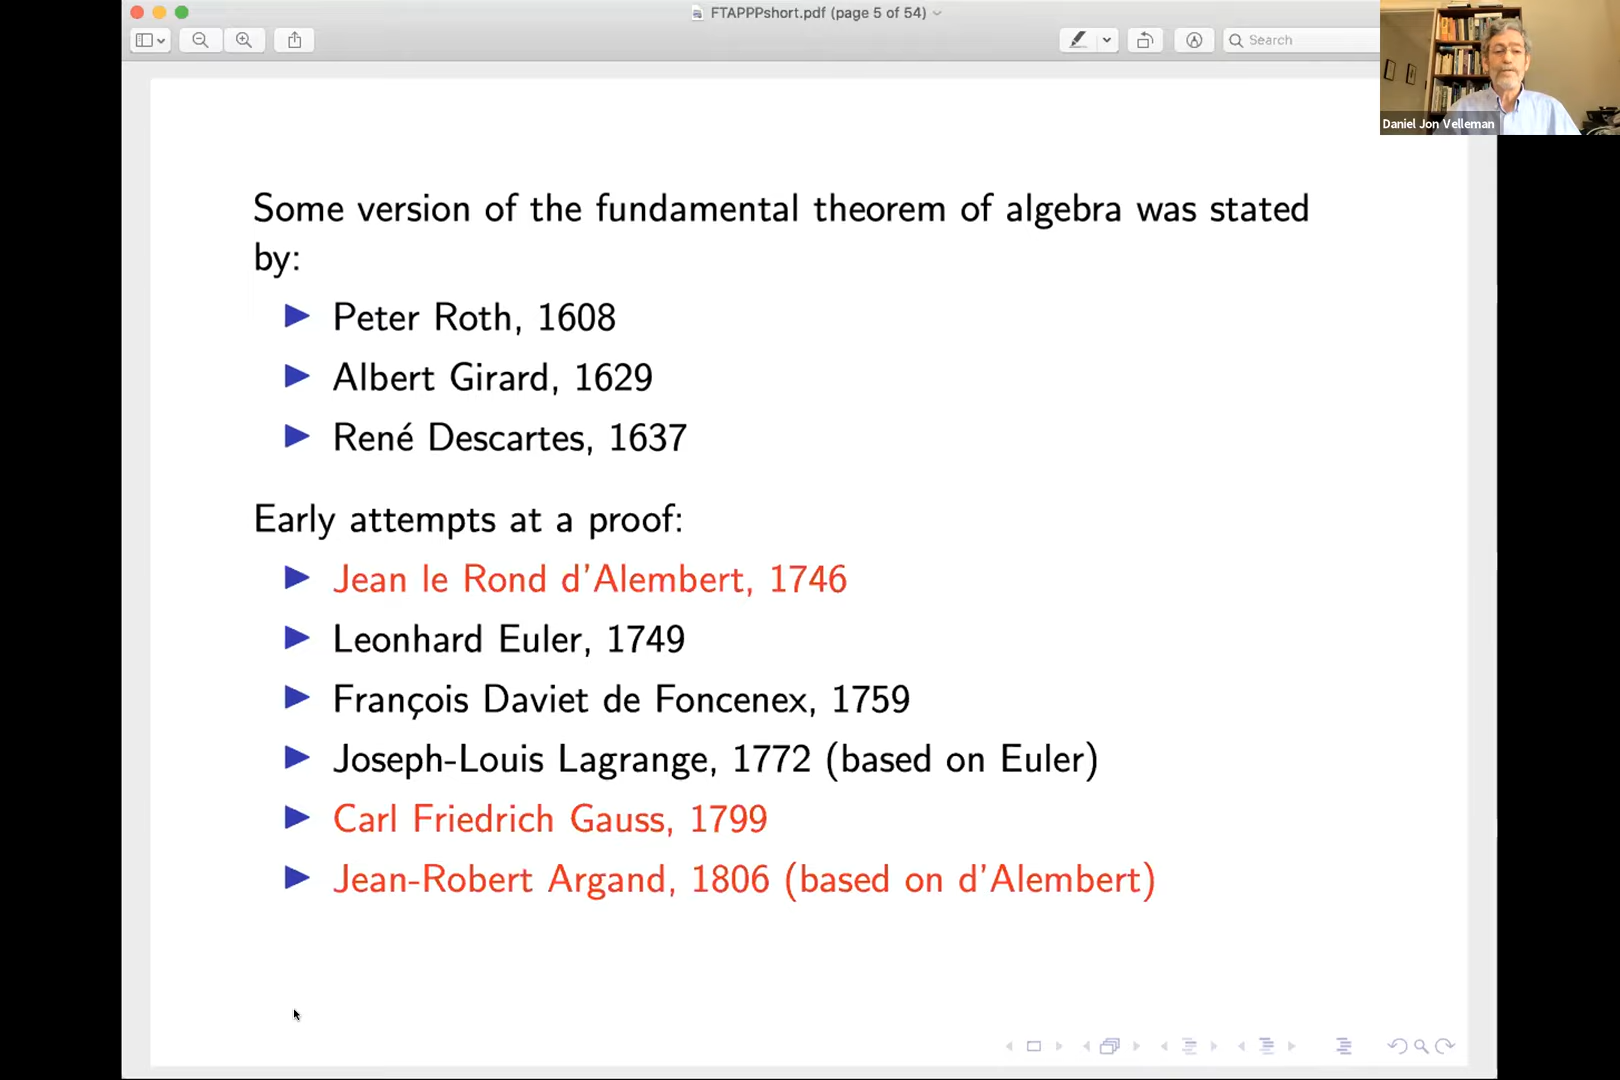 FTAPPPshort.pdf (page 5 of 54)
Search
Daniel Jon Velleman
Some version of the fundamental theorem of algebra was stated
by:
Peter Roth, 1608
Albert Girard, 1629
René Descartes, 1637
Early attempts at a proof:
Jean le Rond d'Alembert, 1746
Leonhard Euler, 1749
François Daviet de Foncenex, 1759
Joseph-Louis Lagrange, 1772 (based on Euler)
Carl Friedrich Gauss, 1799
Jean-Robert Argand, 1806 (based on d'Alembert)